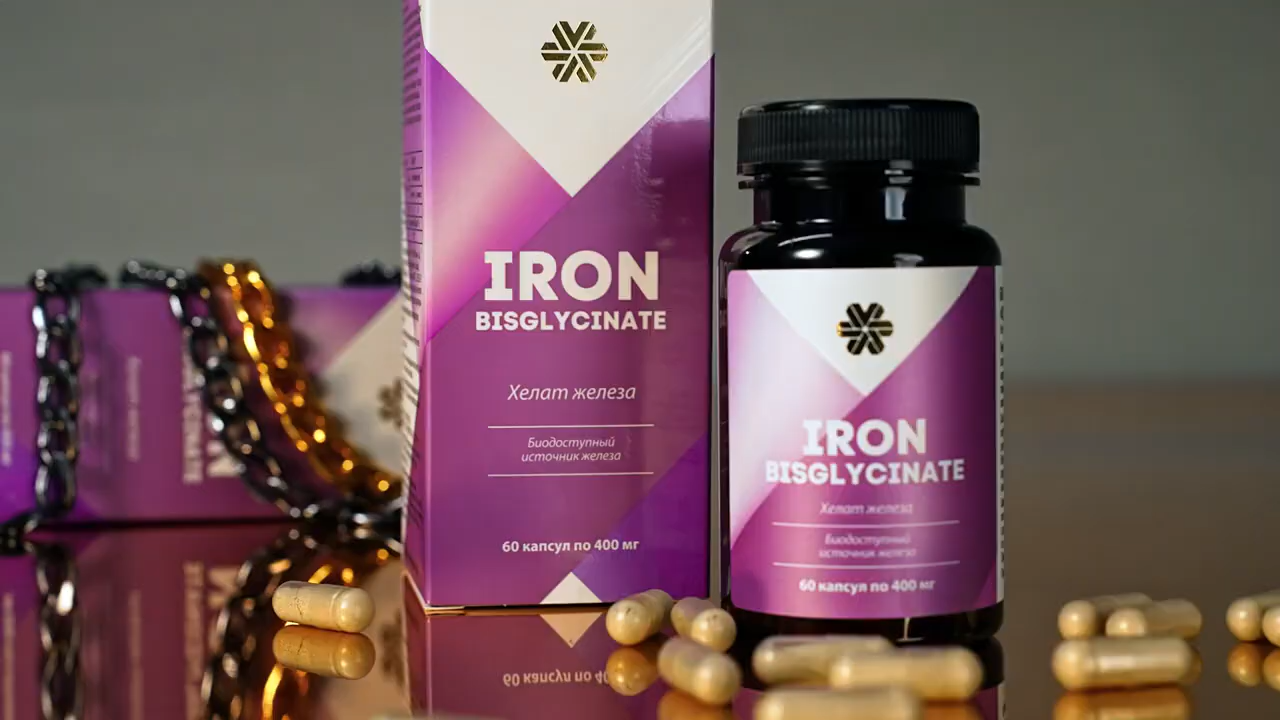 IRON
BISGLYCINATE
Хелат железа
Биодоступный
источник железа
60 капсул по 400 мг
IRON
BISGLYCINATE
Хелат железа
Биодоступный
источник железа
60 капсул по 400 мг
BISGLYCINATE